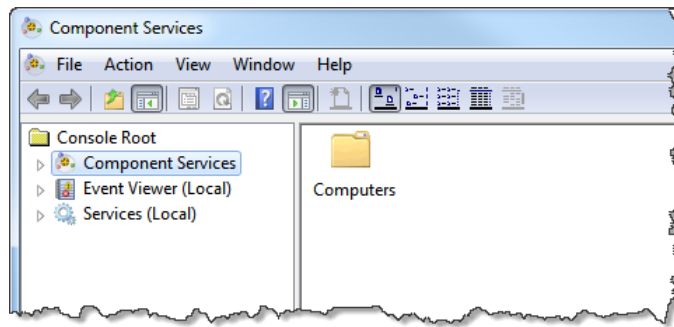 Component Services
File Action View Window Help
Console Root
Component Services
Event Viewer (Local)
Services (Local)
Computers